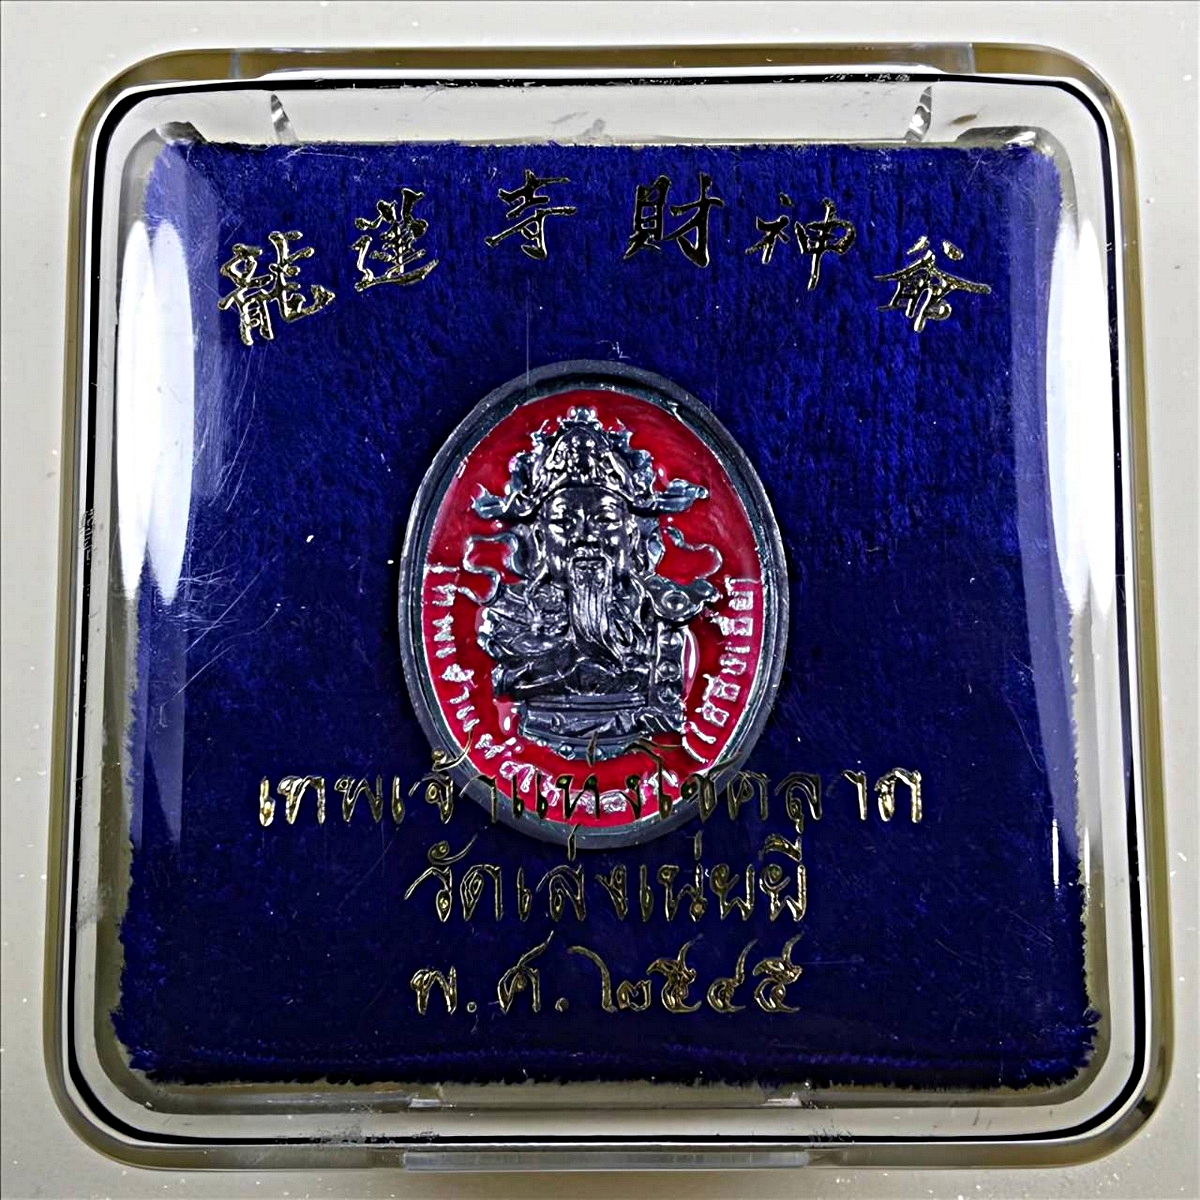 龍蓮寺財神爺
เทพเจ้าแห่งโชคลาภ
วัดเล่งเน่ยยี่
พ.ศ.๒๕๔๕